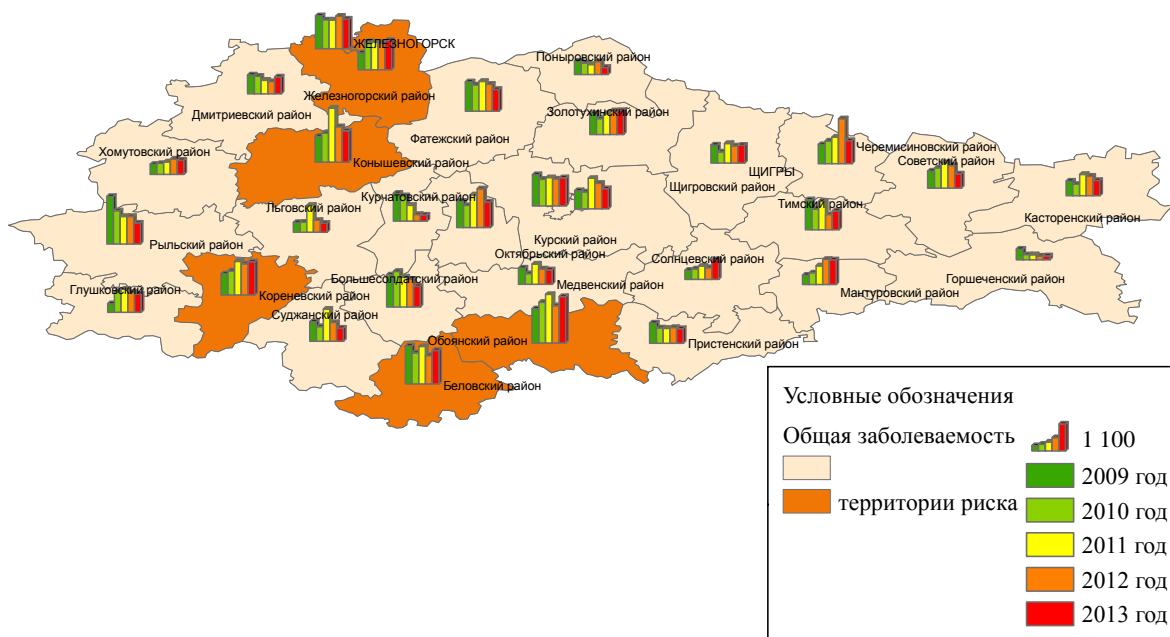 ЖЕЛЕЗНОГОРСК
Поныровский район
Железногорский район
Дмитриевский район
Золотухинский район
Фатежский район
Хомутовский район
Конышевский район
Черемисиновский район
Советский район
ЩИГРЫ
Щигровский район
Курчатовский район
Льговский район
Тимский район
Касторенский район
Рыльский район
Курский район
Октябрьский район
Солнцевский район
Большесолдатский район
Медвенский район
Горшеченский район
Глушковский район
Кореневский район
Мантуровский район
Суджанский район
Обоянский район
Пристенский район
Беловский район
Условные обозначения
Общая заболеваемость
территории риска
1 100
2009 год
2010 год
2011 год
2012 год
2013 год